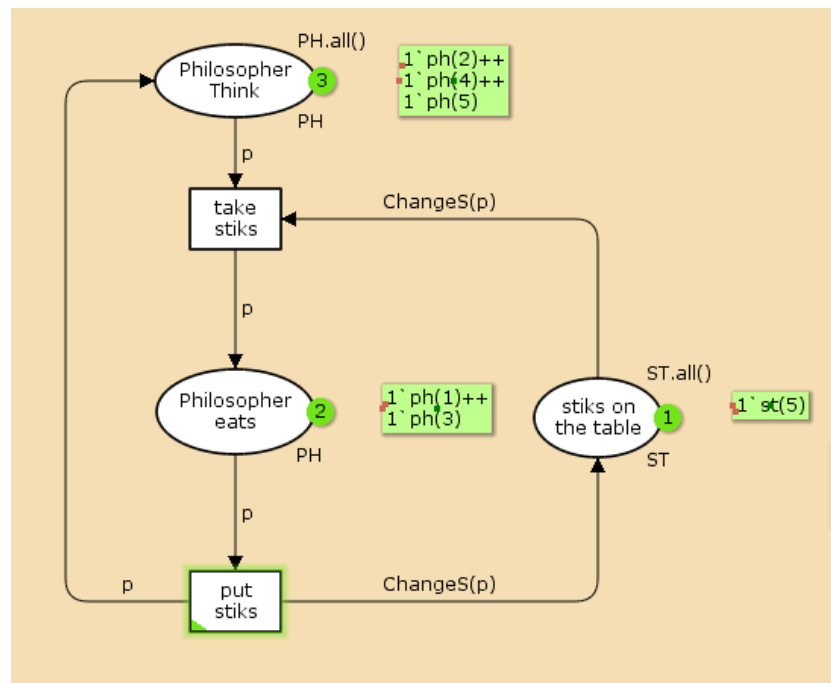 PH.all()
Philosopher
Think
3
1`ph(2)++
1`ph(4)++
1`ph(5)
PH
p
take
stiks
ChangeS(p)
p
ST.all()
Philosopher
eats
2
1`ph(1)++
1`ph(3)
stiks on
the table
1
1`st(5)
PH
ST
p
p
put
stiks
ChangeS(p)